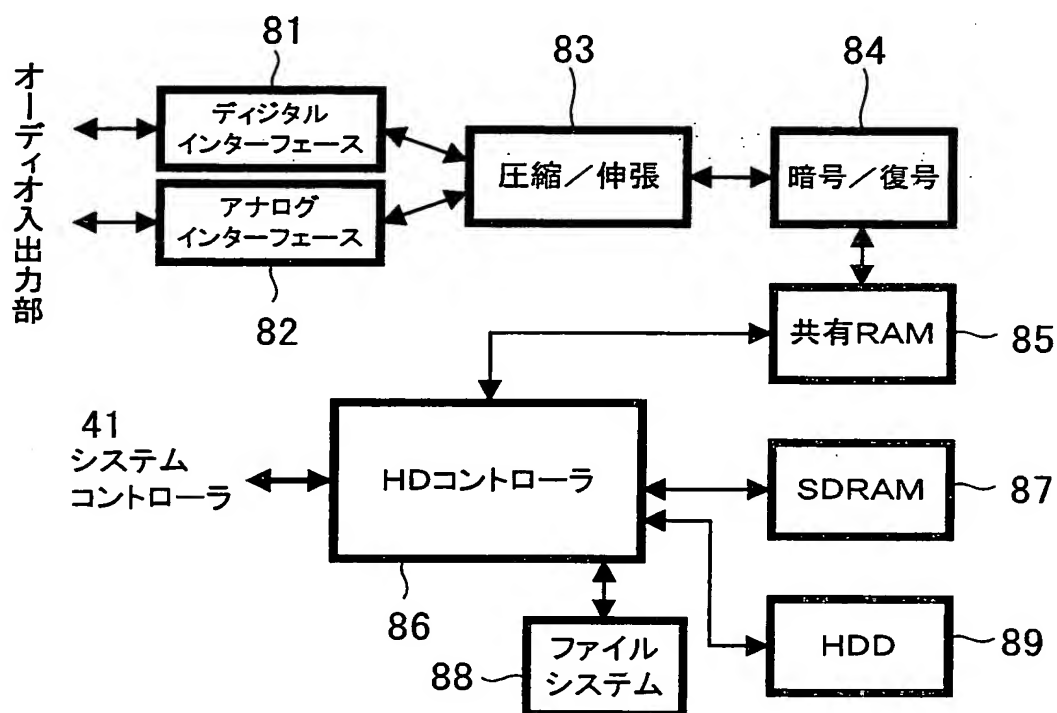 オーディオ入出力部
81
ディジタル
インターフェース
アナログ
インターフェース
82
83
圧縮／伸張
84
暗号／復号
共有RAM
85
41
システム
コントローラ
HDコントローラ
86
SDRAM
87
ファイル
システム
88
HDD
89